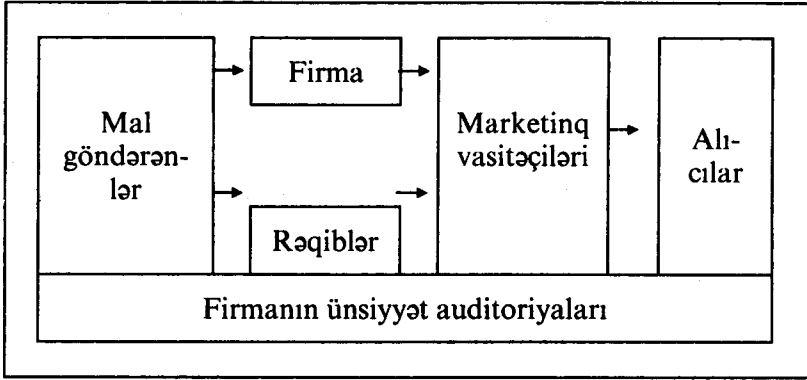 Mal
göndərən-
lər
Firma
Rəqiblər
Marketinq
vasitəçiləri
Alı-
cılar
Firmanın ünsiyyət auditoriyaları